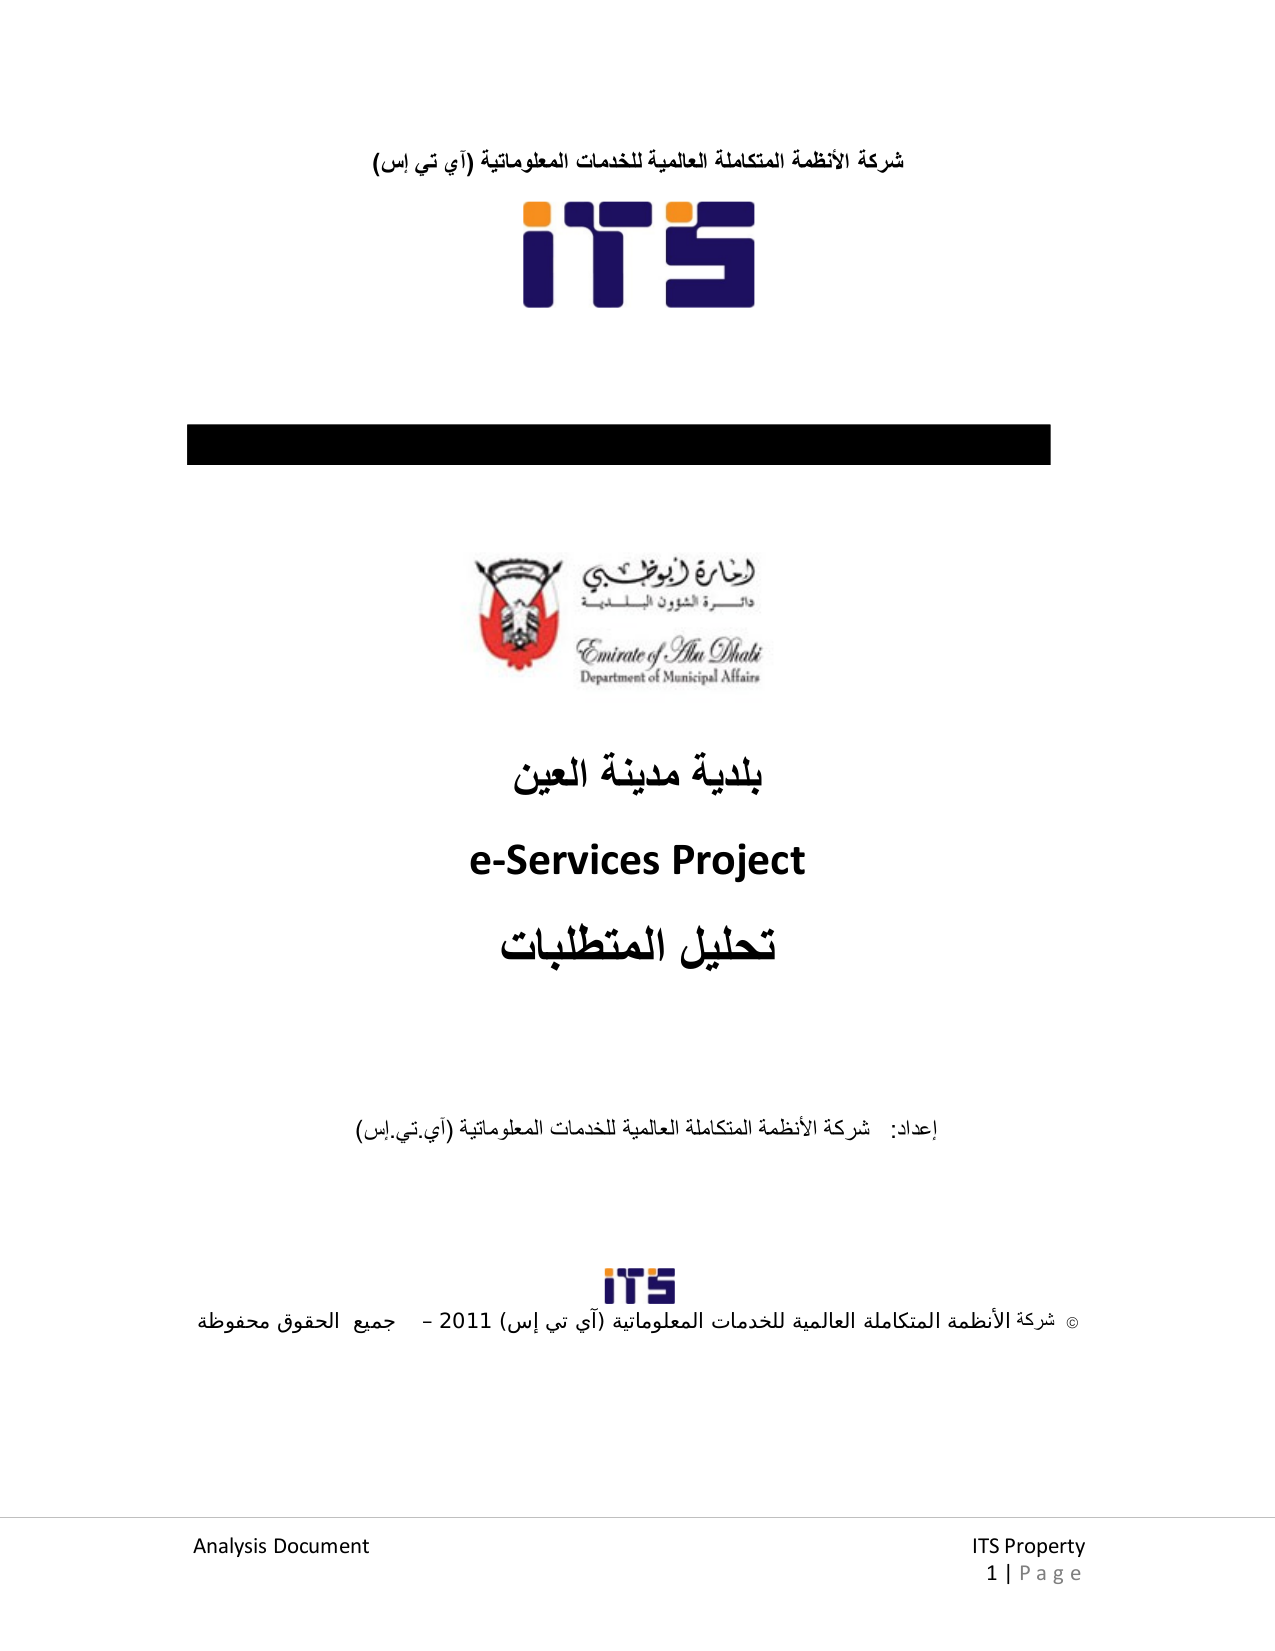 شركة الأنظمة المتكاملة العالمية للخدمات المعلوماتية (آي تي إس)
iTS
إمارة أبوظبي
دائرة الشؤون البلدية
Emirate of Abu Dhabi
Department of Municipal Affairs
بلدية مدينة العين
e-Services Project
تحليل المتطلبات
إعداد: شركة الأنظمة المتكاملة العالمية للخدمات المعلوماتية (آي.تي.إس)
iTS
© شركة الأنظمة المتكاملة العالمية للخدمات المعلوماتية (آي تي إس) 2011 – جميع الحقوق محفوظة
Analysis Document ITS Property
1 | Page